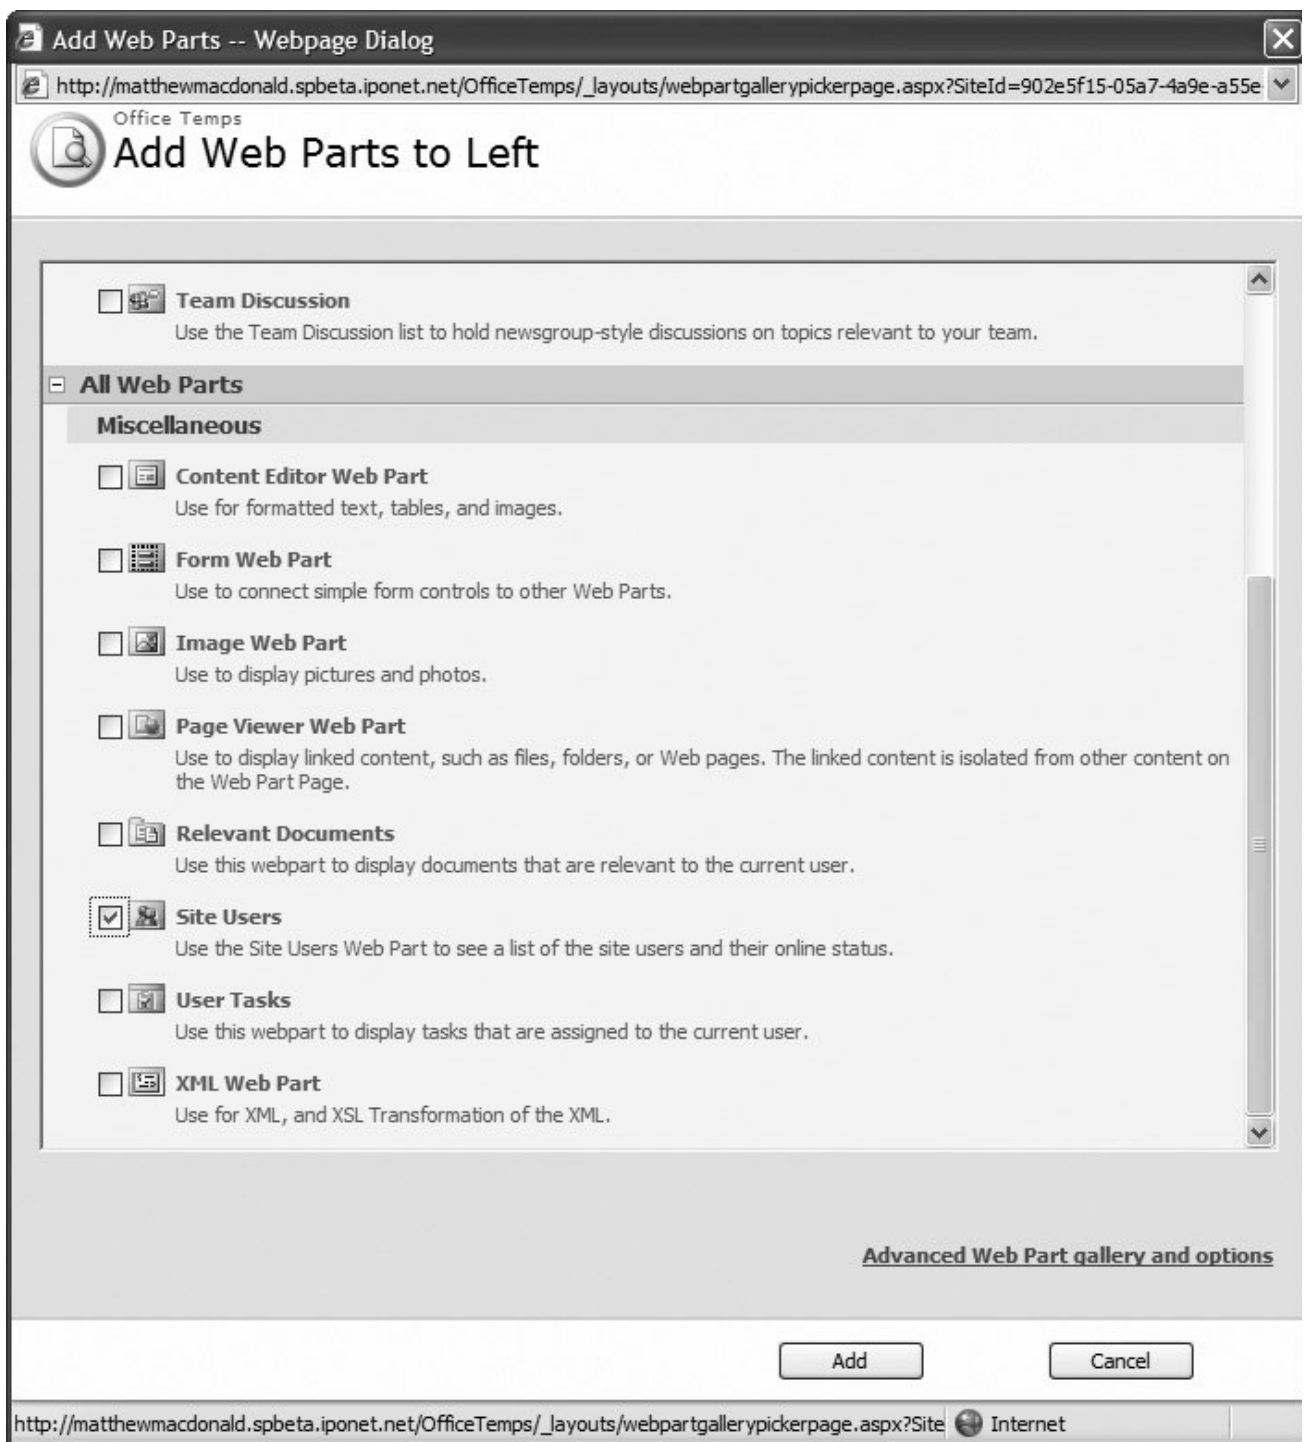 Add Web Parts -- Webpage Dialog
http://matthewmacdonald.spbeta.iponet.net/OfficeTemps/_layouts/webpartgallerypickerpage.aspx?SiteId=902e5f15-05a7-4a9e-a55e-
Office Temps
Add Web Parts to Left
Team Discussion
Use the Team Discussion list to hold newsgroup-style discussions on topics relevant to your team.
All Web Parts
Miscellaneous
Content Editor Web Part
Use for formatted text, tables, and images.
Form Web Part
Use to connect simple form controls to other Web Parts.
Image Web Part
Use to display pictures and photos.
Page Viewer Web Part
Use to display linked content, such as files, folders, or Web pages. The linked content is isolated from other content on
the Web Part Page.
Relevant Documents
Use this webpart to display documents that are relevant to the current user.
Site Users
Use the Site Users Web Part to see a list of the site users and their online status.
User Tasks
Use this webpart to display tasks that are assigned to the current user.
XML Web Part
Use for XML, and XSL Transformation of the XML.
Advanced Web Part gallery and options
Add Cancel
http://matthewmacdonald.spbeta.iponet.net/OfficeTemps/_layouts/webpartgallerypickerpage.aspx?Site Internet